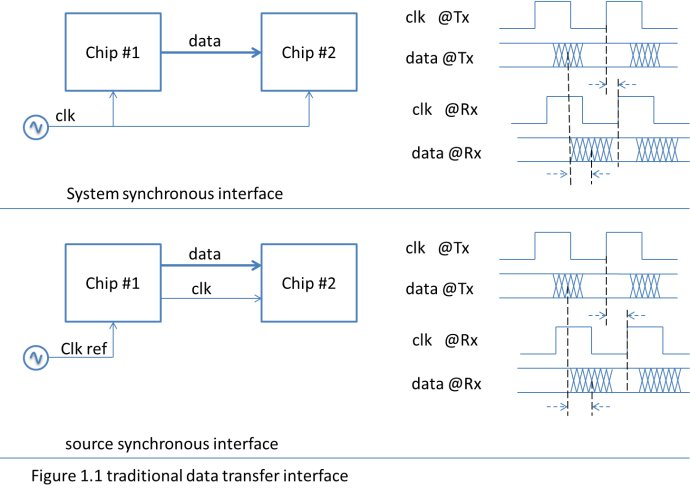 Chip #1
data
Chip #2
clk
System synchronous interface
clk @Tx
data @Tx
clk @Rx
data @Rx
Chip #1
data
clk
Chip #2
Clk ref
source synchronous interface
clk @Tx
data @Tx
clk @Rx
data @Rx
Figure 1.1 traditional data transfer interface